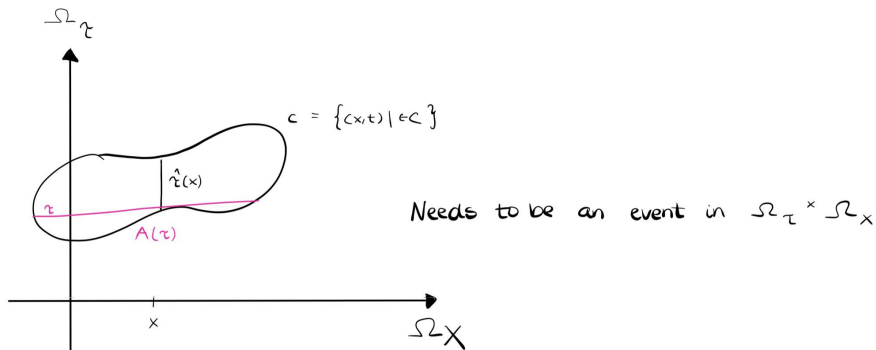 Ω_τ
c = {(x,t) | ∈C }
τ̂(x)
τ
A(τ)
Needs to be an event in Ω_τ × Ω_x
x
Ω_X